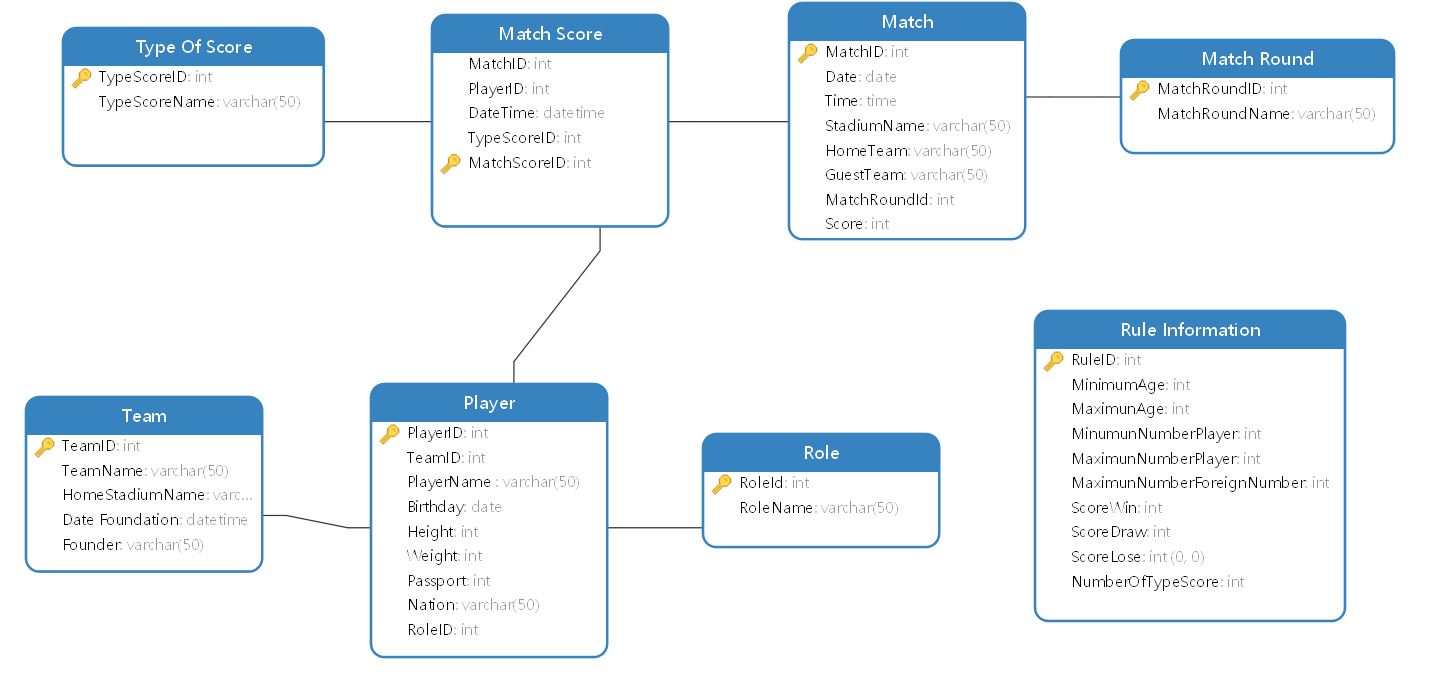 Type Of Score
TypeScoreID: int
TypeScoreName: varchar(50)
Match Score
MatchID: int
PlayerID: int
DateTime: datetime
TypeScoreID: int
MatchScoreID: int
Match
MatchID: int
Date: date
Time: time
StadiumName: varchar(50)
HomeTeam: varchar(50)
GuestTeam: varchar(50)
MatchRoundId: int
Score: int
Match Round
MatchRoundID: int
MatchRoundName: varchar(50)
Team
TeamID: int
TeamName: varchar(50)
HomeStadiumName: varc...
Date Foundation: datetime
Founder: varchar(50)
Player
PlayerID: int
TeamID: int
PlayerName : varchar(50)
Birthday: date
Height: int
Weight: int
Passport: int
Nation: varchar(50)
RoleID: int
Role
RoleId: int
RoleName: varchar(50)
Rule Information
RuleID: int
MinimumAge: int
MaximunAge: int
MinumunNumberPlayer: int
MaximunNumberPlayer: int
MaximunNumberForeignNumber: int
ScoreWin: int
ScoreDraw: int
ScoreLose: int (0, 0)
NumberOfTypeScore: int